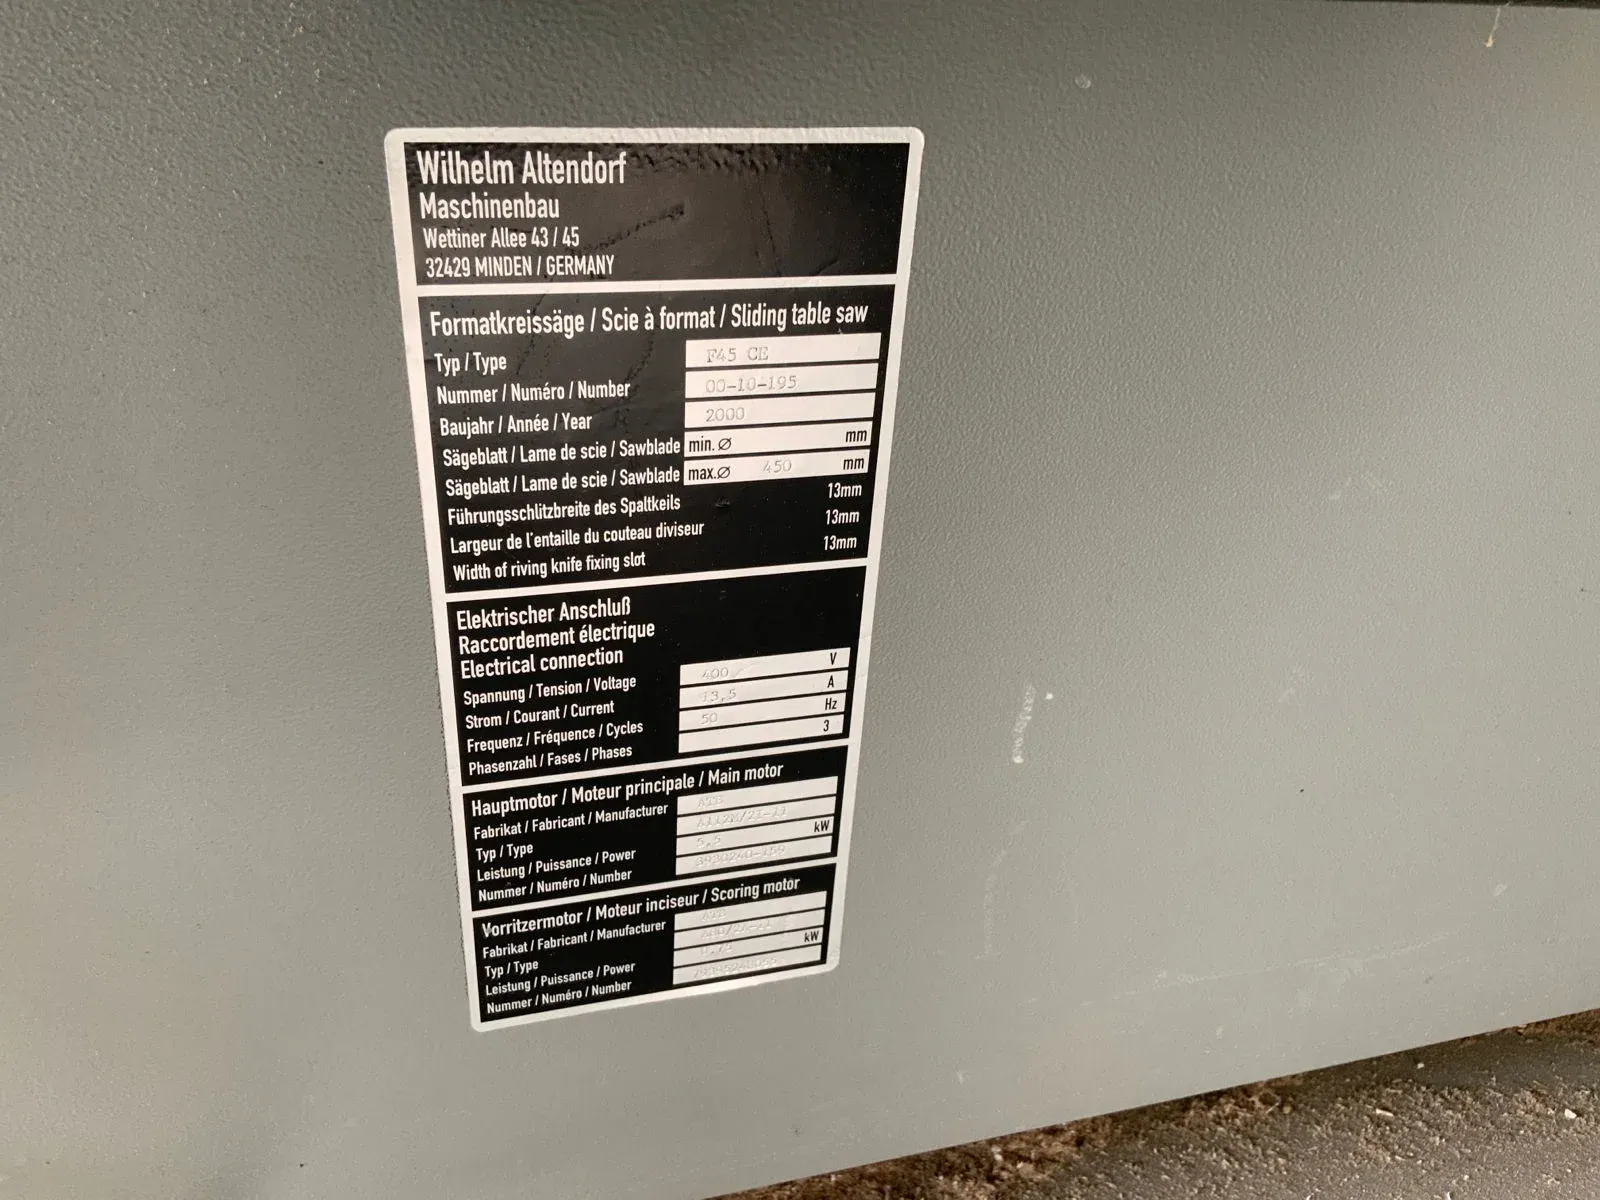 Wilhelm Altendorf
Maschinenbau
Wettiner Allee 43 / 45
32429 MINDEN / GERMANY
Formatkreissäge / Scie à format / Sliding table saw
Typ / Type F45 CE
Nummer / Numéro / Number 00-10-195
Baujahr / Année / Year 2000
Sägeblatt / Lame de scie / Sawblade min. Ø mm
Sägeblatt / Lame de scie / Sawblade max.Ø 450 mm
Führungsschlitzbreite des Spaltkeils 13mm
Largeur de l'entaille du couteau diviseur 13mm
Width of riving knife fixing slot 13mm
Elektrischer Anschluß
Raccordement électrique
Electrical connection
Spannung / Tension / Voltage 400 V
Strom / Courant / Current 13,5 A
Frequenz / Fréquence / Cycles 50 Hz
Phasenzahl / Fases / Phases 3
Hauptmotor / Moteur principale / Main motor
Fabrikat / Fabricant / Manufacturer ATB
Typ / Type
Leistung / Puissance / Power 5,5 kW
Nummer / Numéro / Number
Vorritzermotor / Moteur inciseur / Scoring motor
Fabrikat / Fabricant / Manufacturer ATB
Typ / Type
Leistung / Puissance / Power kW
Nummer / Numéro / Number